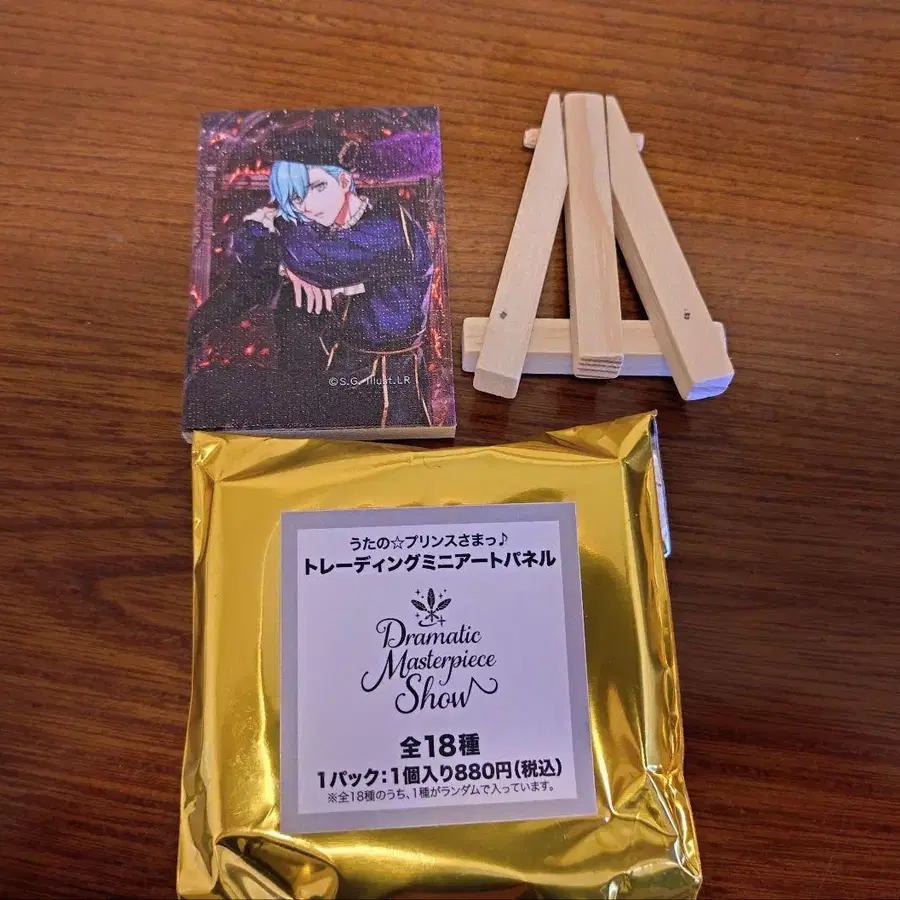 ©S.G. illust.LR
うたの☆プリンスさまっ♪
トレーディングミニアートパネル
Dramatic
Masterpiece
Show
全18種
1パック:1個入り880円(税込)
※全18種のうち、1種がランダムで入っています。